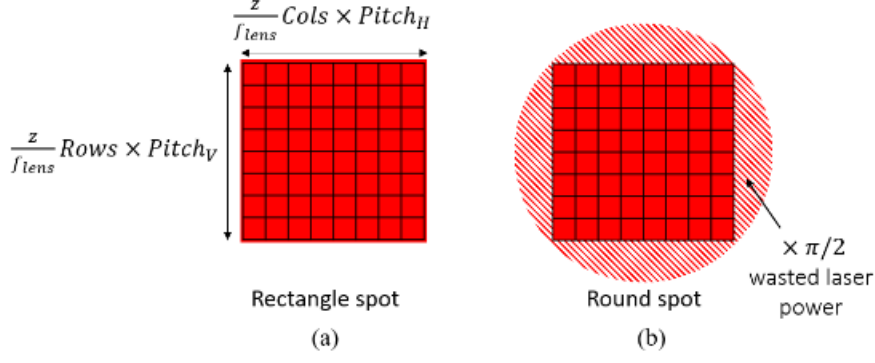 z/f_lens Cols × Pitch_H
z/f_lens Rows × Pitch_V
× π/2
wasted laser
power
Rectangle spot
Round spot
(a)
(b)